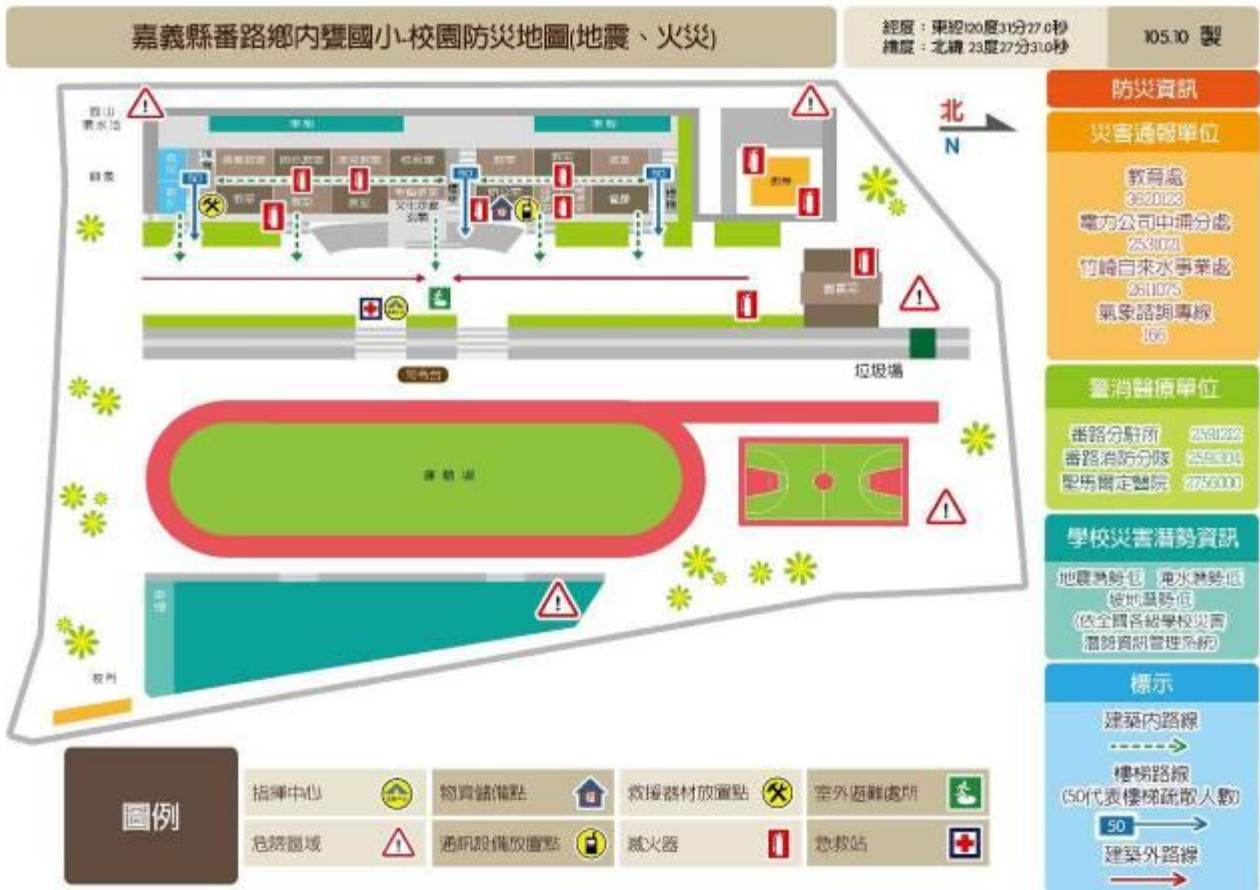 嘉義縣番路鄉內甕國小-校園防災地圖(地震、火災)
經度：東經120度31分27.0秒
緯度：北緯 23度27分31.0秒
105.10 製
防災資訊
災害通報單位
教育處
3620123
電力公司中埔分處
2531021
竹崎自來水事業處
2611075
氣象諮詢專線
166
警消醫療單位
番路分駐所 2591212
番路消防分隊 2591304
聖馬爾定醫院 2756000
學校災害潛勢資訊
地震潛勢:低 淹水潛勢:低
坡地潛勢:低
(依全國各級學校災害
潛勢資訊管理系統)
標示
建築內路線
樓梯路線
(50代表樓梯疏散人數)
50
建築外路線
北
N
50
50
50
司令台
垃圾場
運動場
校門
圖例
指揮中心
物資儲備點
救援器材放置點
室外避難處所
危險區域
通訊設備放置點
滅火器
急救站